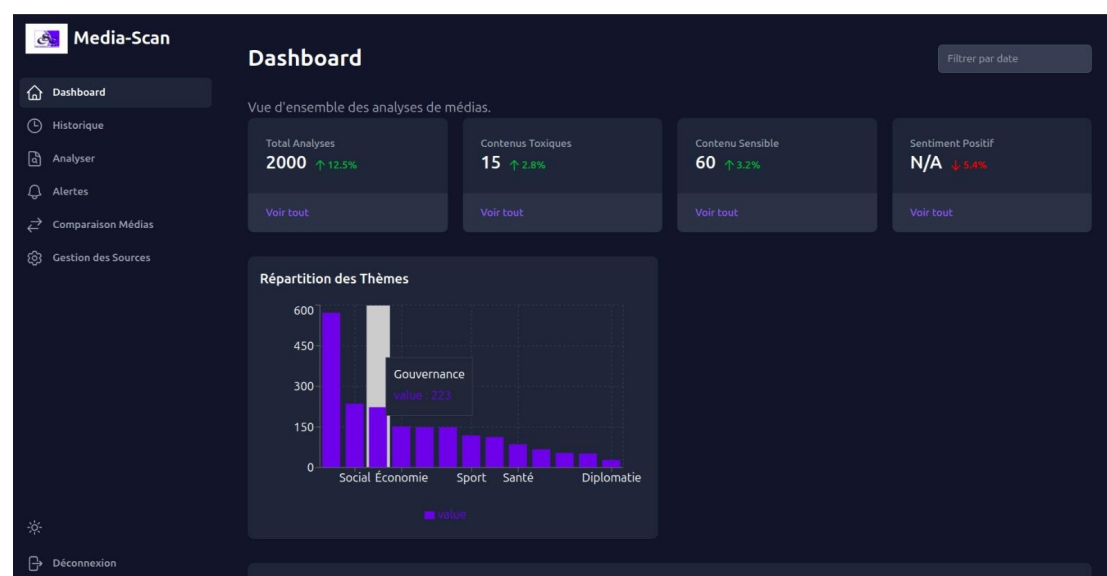 Media-Scan
Dashboard
Historique
Analyser
Alertes
Comparaison Médias
Gestion des Sources
Déconnexion
Dashboard
Filtrer par date
Vue d'ensemble des analyses de médias.
Total Analyses
2000 ↑ 12.5%
Voir tout
Contenus Toxiques
15 ↑ 2.8%
Voir tout
Contenu Sensible
60 ↑ 3.2%
Voir tout
Sentiment Positif
N/A ↓ 5.4%
Voir tout
Répartition des Thèmes
600
450
300
150
0
Gouvernance
value : 223
Social Économie Sport Santé Diplomatie
value